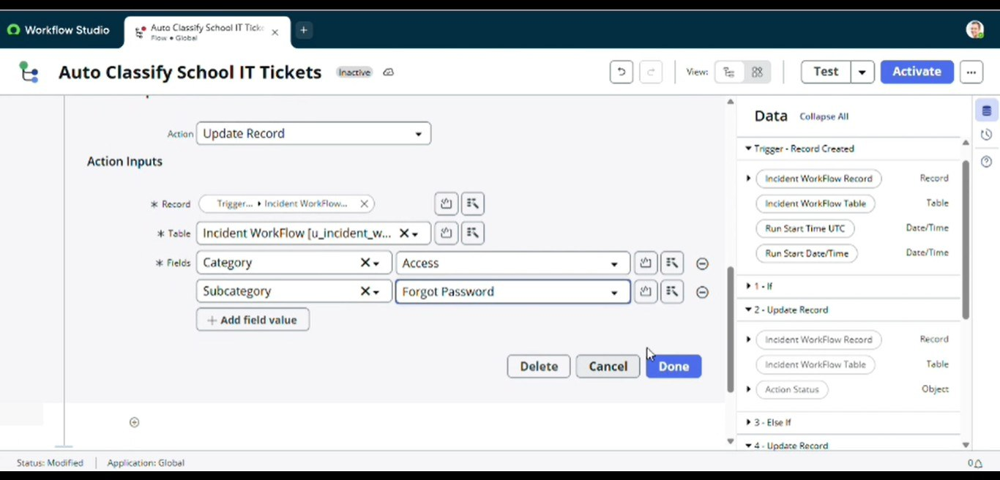 Workflow Studio
Auto Classify School IT Ticke
Flow • Global
Auto Classify School IT Tickets
Inactive
View:
Test
Activate
Action
Update Record
Action Inputs
* Record
Trigger... ▸ Incident WorkFlow...
* Table
Incident WorkFlow [u_incident_w...
* Fields
Category
Access
Subcategory
Forgot Password
+ Add field value
Delete
Cancel
Done
Data
Collapse All
Trigger - Record Created
Incident WorkFlow Record
Record
Incident WorkFlow Table
Table
Run Start Time UTC
Date/Time
Run Start Date/Time
Date/Time
1 - If
2 - Update Record
Incident WorkFlow Record
Record
Incident WorkFlow Table
Table
Action Status
Object
3 - Else If
4 - Update Record
Status: Modified
Application: Global
0